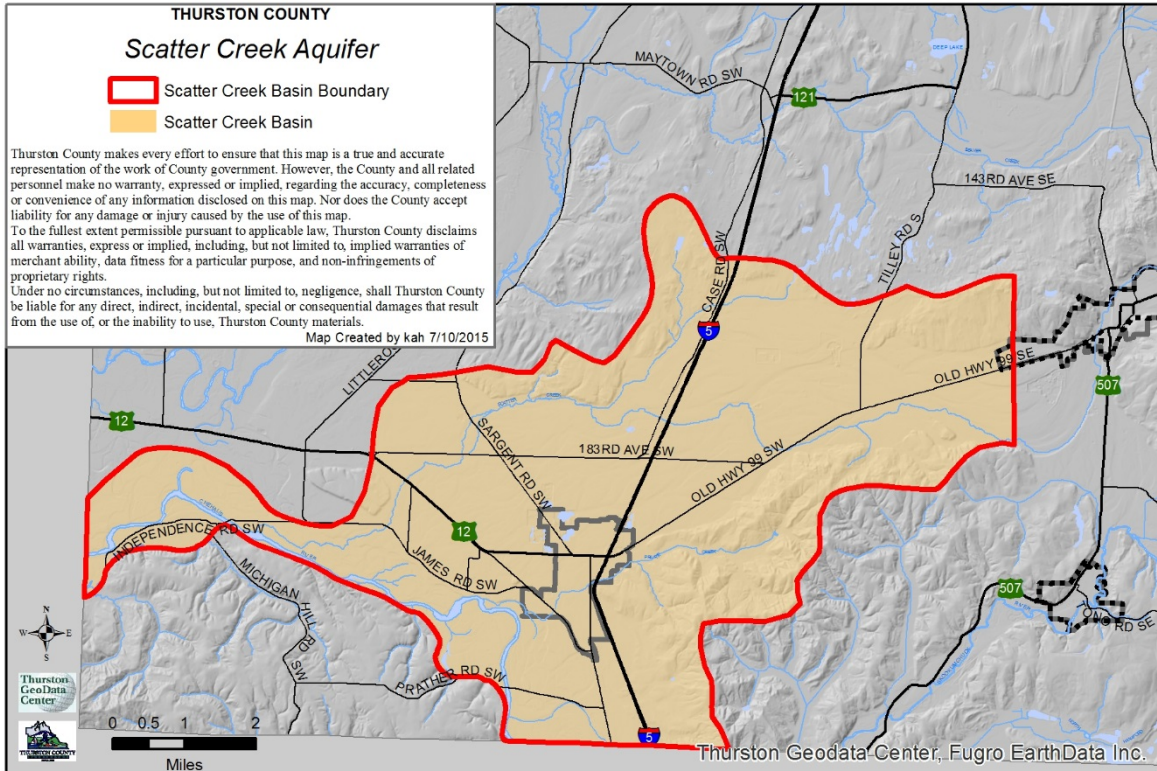 THURSTON COUNTY
Scatter Creek Aquifer
Scatter Creek Basin Boundary
Scatter Creek Basin
Thurston County makes every effort to ensure that this map is a true and accurate
representation of the work of County government. However, the County and all related
personnel make no warranty, expressed or implied, regarding the accuracy, completeness
or convenience of any information disclosed on this map. Nor does the County accept
liability for any damage or injury caused by the use of this map.
To the fullest extent permissible pursuant to applicable law, Thurston County disclaims
all warranties, express or implied, including, but not limited to, implied warranties of
merchant ability, data fitness for a particular purpose, and non-infringements of
proprietary rights.
Under no circumstances, including, but not limited to, negligence, shall Thurston County
be liable for any direct, indirect, incidental, special or consequential damages that result
from the use of, or the inability to use, Thurston County materials.
Map Created by kah 7/10/2015
DEEP LAKE
MAYTOWN RD SW
121
143RD AVE SE
TILLEY RD S
CASE RD SW
5
OLD HWY 99 SE
507
LITTLEROC
12
SARGENT RD SW
183RD AVE SW
OLD HWY 99 SW
12
INDEPENDENCE RD SW
RIVER
JAMES RD SW
MICHIGAN HILL RD SW
507
RD SE
PRATHER RD SW
5
N
W E
S
Thurston
GeoData
Center
THURSTON COUNTY
0 0.5 1 2
Miles
Thurston Geodata Center, Fugro EarthData Inc.